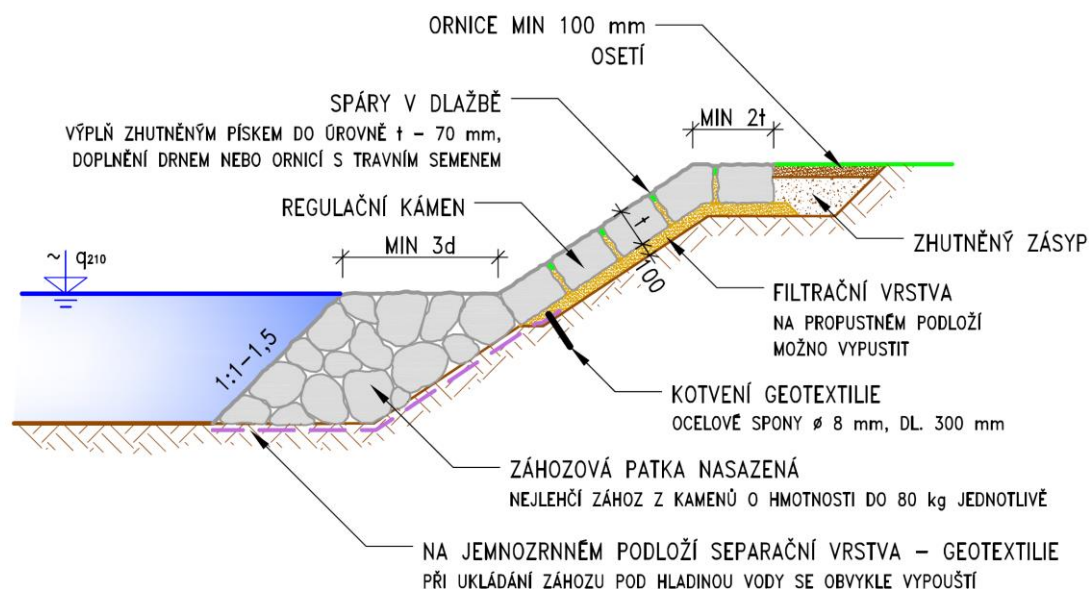 ORNICE MIN 100 mm
OSETÍ
SPÁRY V DLAŽBĚ
VÝPLŇ ZHUTNĚNÝM PÍSKEM DO ÚROVNĚ t – 70 mm,
DOPLNĚNÍ DRNEM NEBO ORNICÍ S TRAVNÍM SEMENEM
MIN 2t
REGULAČNÍ KÁMEN
t
100
ZHUTNĚNÝ ZÁSYP
MIN 3d
~ q210
1:1–1,5
FILTRAČNÍ VRSTVA
NA PROPUSTNÉM PODLOŽÍ
MOŽNO VYPUSTIT
KOTVENÍ GEOTEXTILIE
OCELOVÉ SPONY ø 8 mm, DL. 300 mm
ZÁHOZOVÁ PATKA NASAZENÁ
NEJLEHČÍ ZÁHOZ Z KAMENŮ O HMOTNOSTI DO 80 kg JEDNOTLIVĚ
NA JEMNOZRNNÉM PODLOŽÍ SEPARAČNÍ VRSTVA – GEOTEXTILIE
PŘI UKLÁDÁNÍ ZÁHOZU POD HLADINOU VODY SE OBVYKLE VYPOUŠTÍ